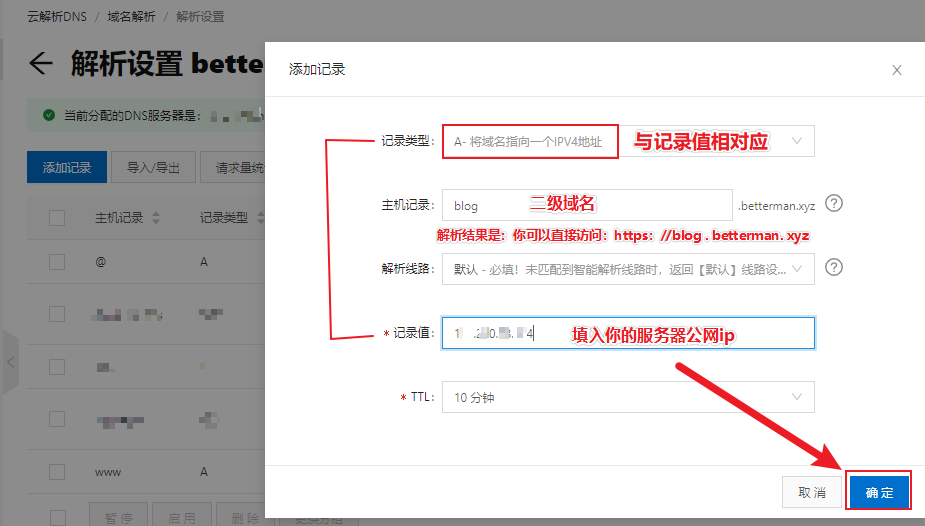 云解析DNS / 域名解析 / 解析设置
← 解析设置 bette
当前分配的DNS服务器是：
添加记录 导入/导出 请求量统
主机记录 记录类型
@ A
www A
暂停 启用 删除 更换分组
添加记录
记录类型： A- 将域名指向一个IPV4地址 与记录值相对应
主机记录： blog 二级域名 .betterman.xyz
解析结果是：你可以直接访问：https：//blog.betterman.xyz
解析线路： 默认 - 必填！未匹配到智能解析线路时，返回【默认】线路设...
* 记录值： 填入你的服务器公网ip
* TTL： 10 分钟
取消 确定